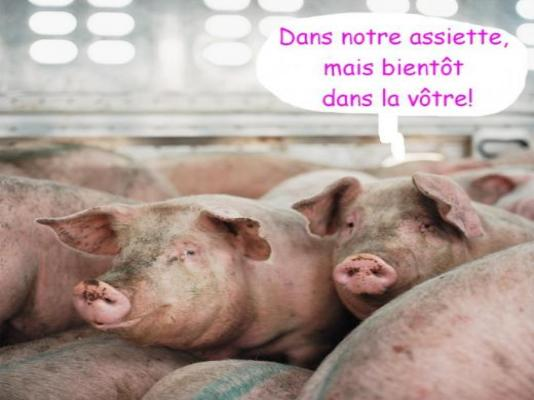 Dans notre assiette,
mais bientôt
dans la vôtre!